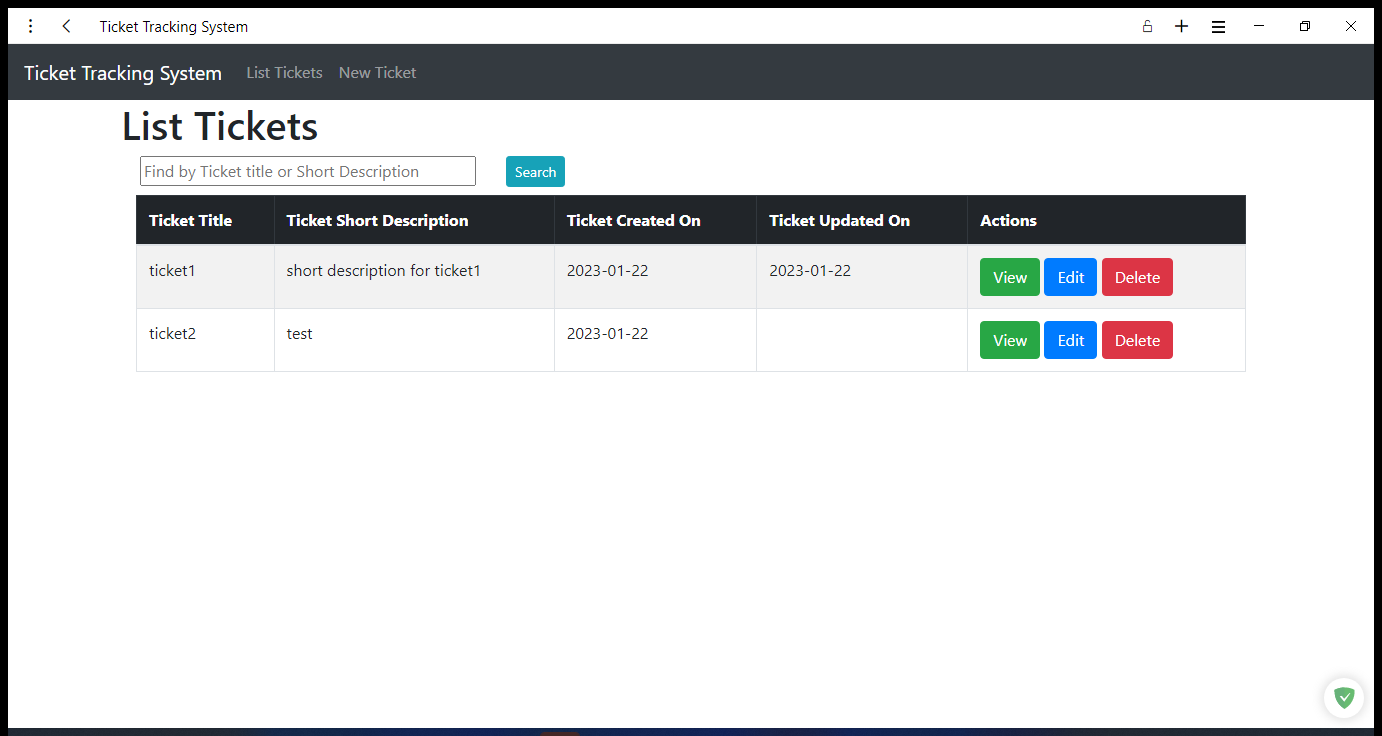 Ticket Tracking System
Ticket Tracking System List Tickets New Ticket
List Tickets
Find by Ticket title or Short Description Search
Ticket Title Ticket Short Description Ticket Created On Ticket Updated On Actions
ticket1 short description for ticket1 2023-01-22 2023-01-22 View Edit Delete
ticket2 test 2023-01-22 View Edit Delete